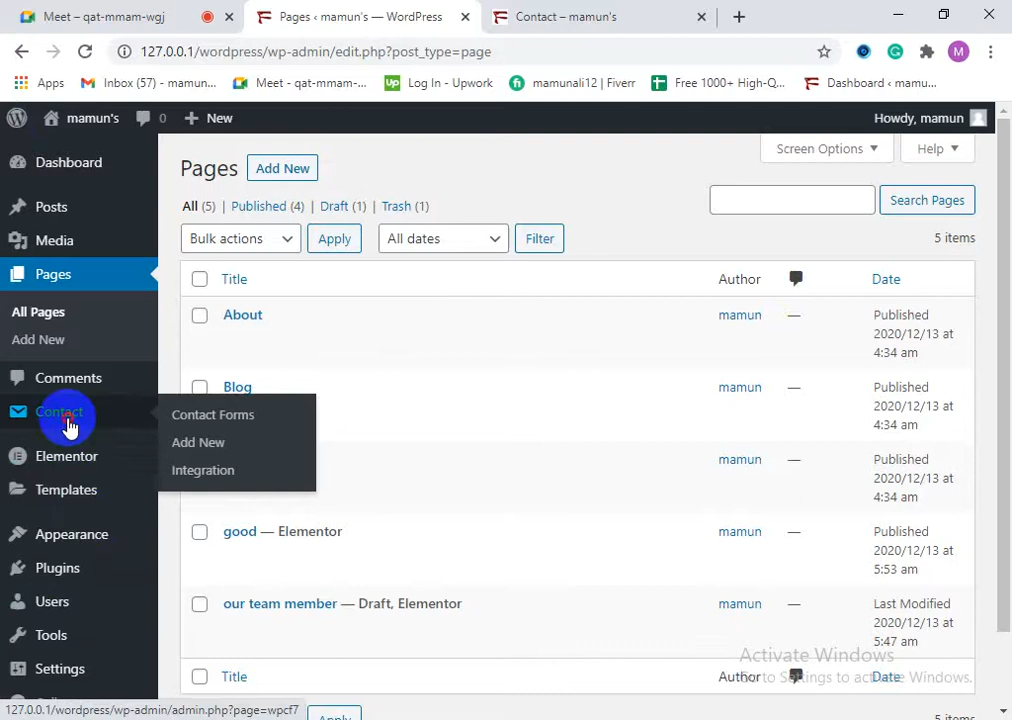 Meet – qat-mmam-wgj
Pages ‹ mamun's — WordPress
Contact – mamun's
127.0.0.1/wordpress/wp-admin/edit.php?post_type=page
M
Apps
Inbox (57) - mamun...
Meet - qat-mmam-...
Up
Log In - Upwork
fi
mamunali12 | Fiverr
Free 1000+ High-Q...
Dashboard ‹ mamu...
mamun's
0
New
Howdy, mamun
Dashboard
Posts
Media
Pages
All Pages
Add New
Comments
Contact
Contact Forms
Add New
Integration
Elementor
Templates
Appearance
Plugins
Users
Tools
Settings
Pages
Add New
Screen Options
Help
All (5) | Published (4) | Draft (1) | Trash (1)
Search Pages
Bulk actions
Apply
All dates
Filter
5 items
Title
Author
Date
About
mamun
—
Published
2020/12/13 at
4:34 am
Blog
mamun
—
Published
2020/12/13 at
4:34 am
mamun
—
Published
2020/12/13 at
4:34 am
good — Elementor
mamun
—
Published
2020/12/13 at
5:53 am
our team member — Draft, Elementor
mamun
—
Last Modified
2020/12/13 at
5:47 am
Title
Author
Date
Activate Windows
Go to Settings to activate Windows.
Apply
5 items
127.0.0.1/wordpress/wp-admin/admin.php?page=wpcf7